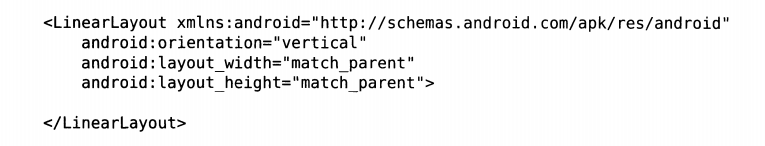 <LinearLayout xmlns:android="http://schemas.android.com/apk/res/android"
    android:orientation="vertical"
    android:layout_width="match_parent"
    android:layout_height="match_parent">

</LinearLayout>